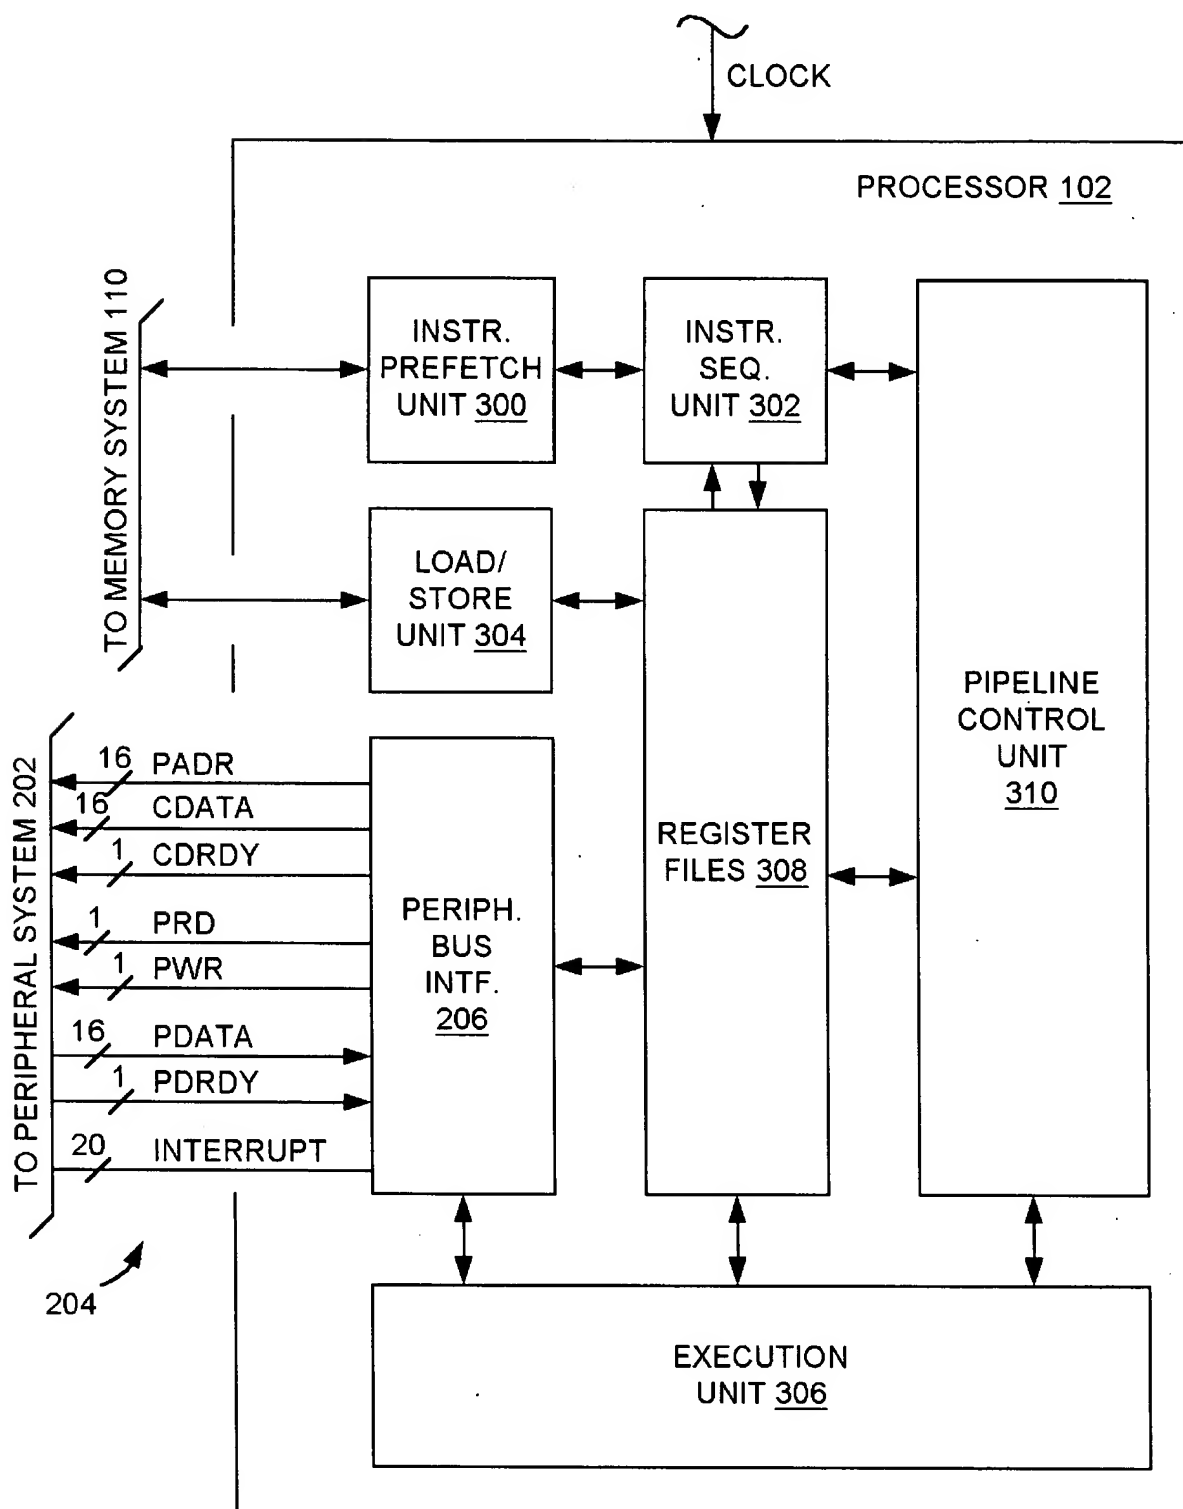 CLOCK
PROCESSOR 102
TO MEMORY SYSTEM 110
INSTR.
PREFETCH
UNIT 300
INSTR.
SEQ.
UNIT 302
LOAD/
STORE
UNIT 304
PIPELINE
CONTROL
UNIT
310
TO PERIPHERAL SYSTEM 202
16 PADR
16 CDATA
1 CDRDY
1 PRD
1 PWR
16 PDATA
1 PDRDY
20 INTERRUPT
PERIPH.
BUS
INTF.
206
REGISTER
FILES 308
204
EXECUTION
UNIT 306